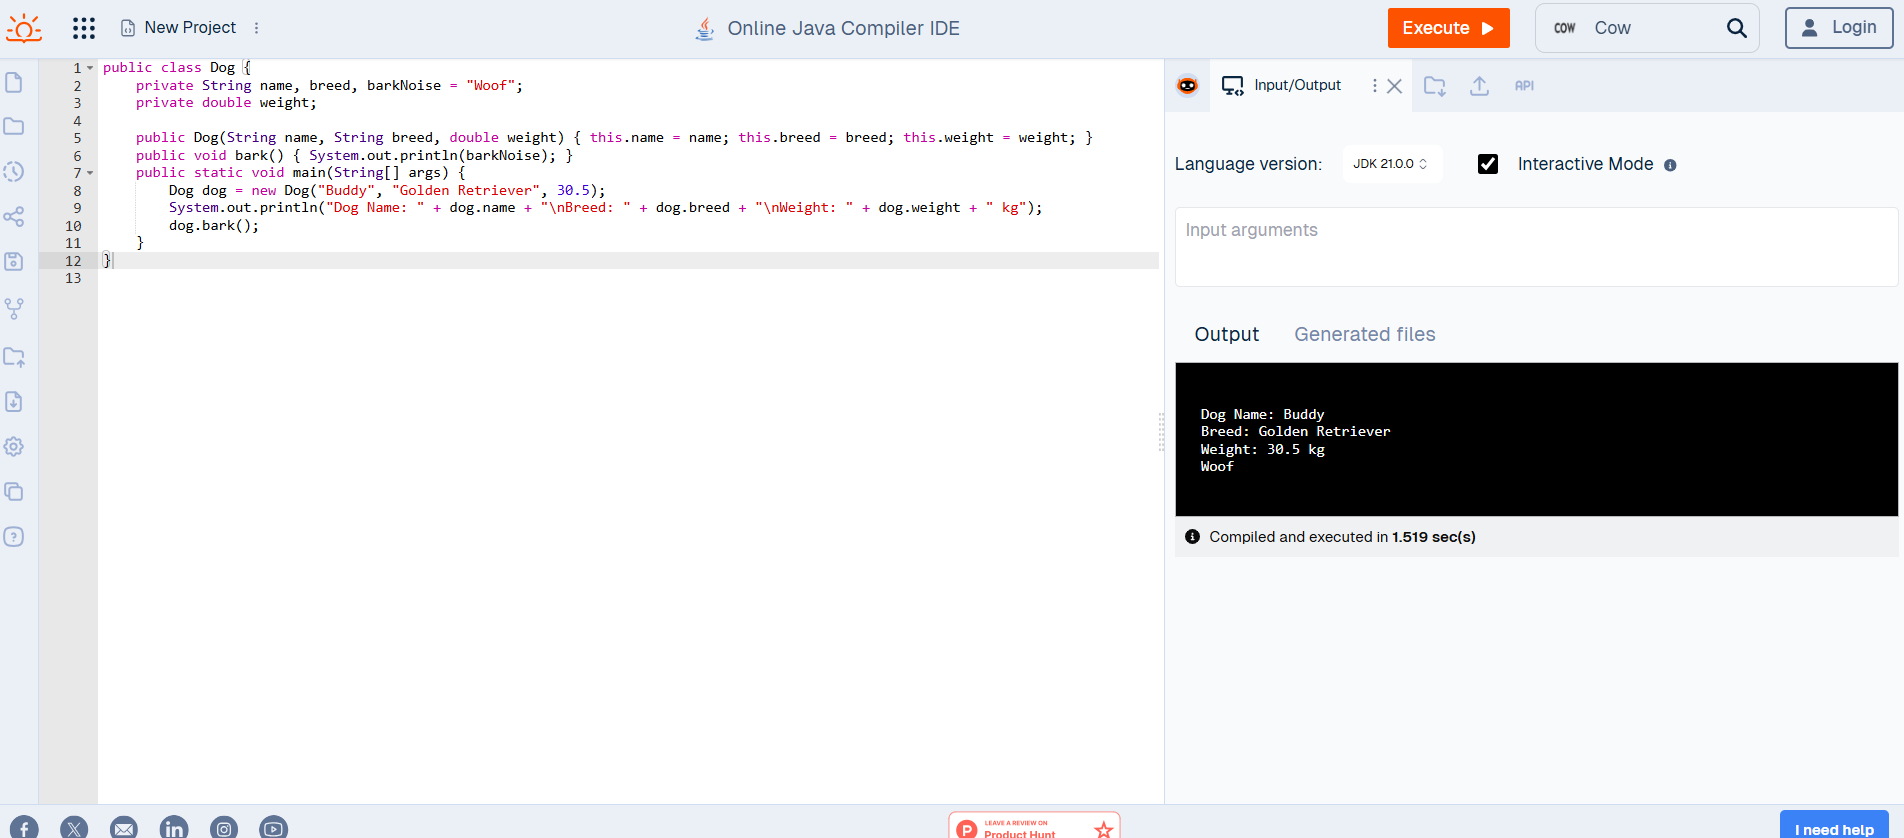 New Project
Online Java Compiler IDE
Execute
COW Cow
Login
1 public class Dog {
2     private String name, breed, barkNoise = "Woof";
3     private double weight;
4
5     public Dog(String name, String breed, double weight) { this.name = name; this.breed = breed; this.weight = weight; }
6     public void bark() { System.out.println(barkNoise); }
7     public static void main(String[] args) {
8         Dog dog = new Dog("Buddy", "Golden Retriever", 30.5);
9         System.out.println("Dog Name: " + dog.name + "\nBreed: " + dog.breed + "\nWeight: " + dog.weight + " kg");
10         dog.bark();
11     }
12 }
13
Input/Output
API
Language version:
JDK 21.0.0
Interactive Mode
Input arguments
Output
Generated files
Dog Name: Buddy
Breed: Golden Retriever
Weight: 30.5 kg
Woof
Compiled and executed in 1.519 sec(s)
P
LEAVE A REVIEW ON
Product Hunt
I need help